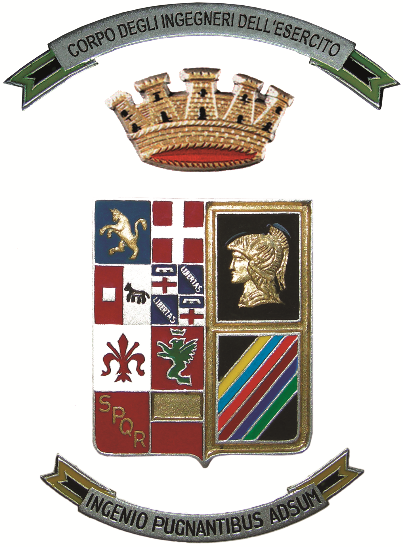 CORPO DEGLI INGEGNERI DELL'ESERCITO
LIBERTAS
LIBERTAS
SPQR
INGENIO PUGNANTIBUS ADSUM